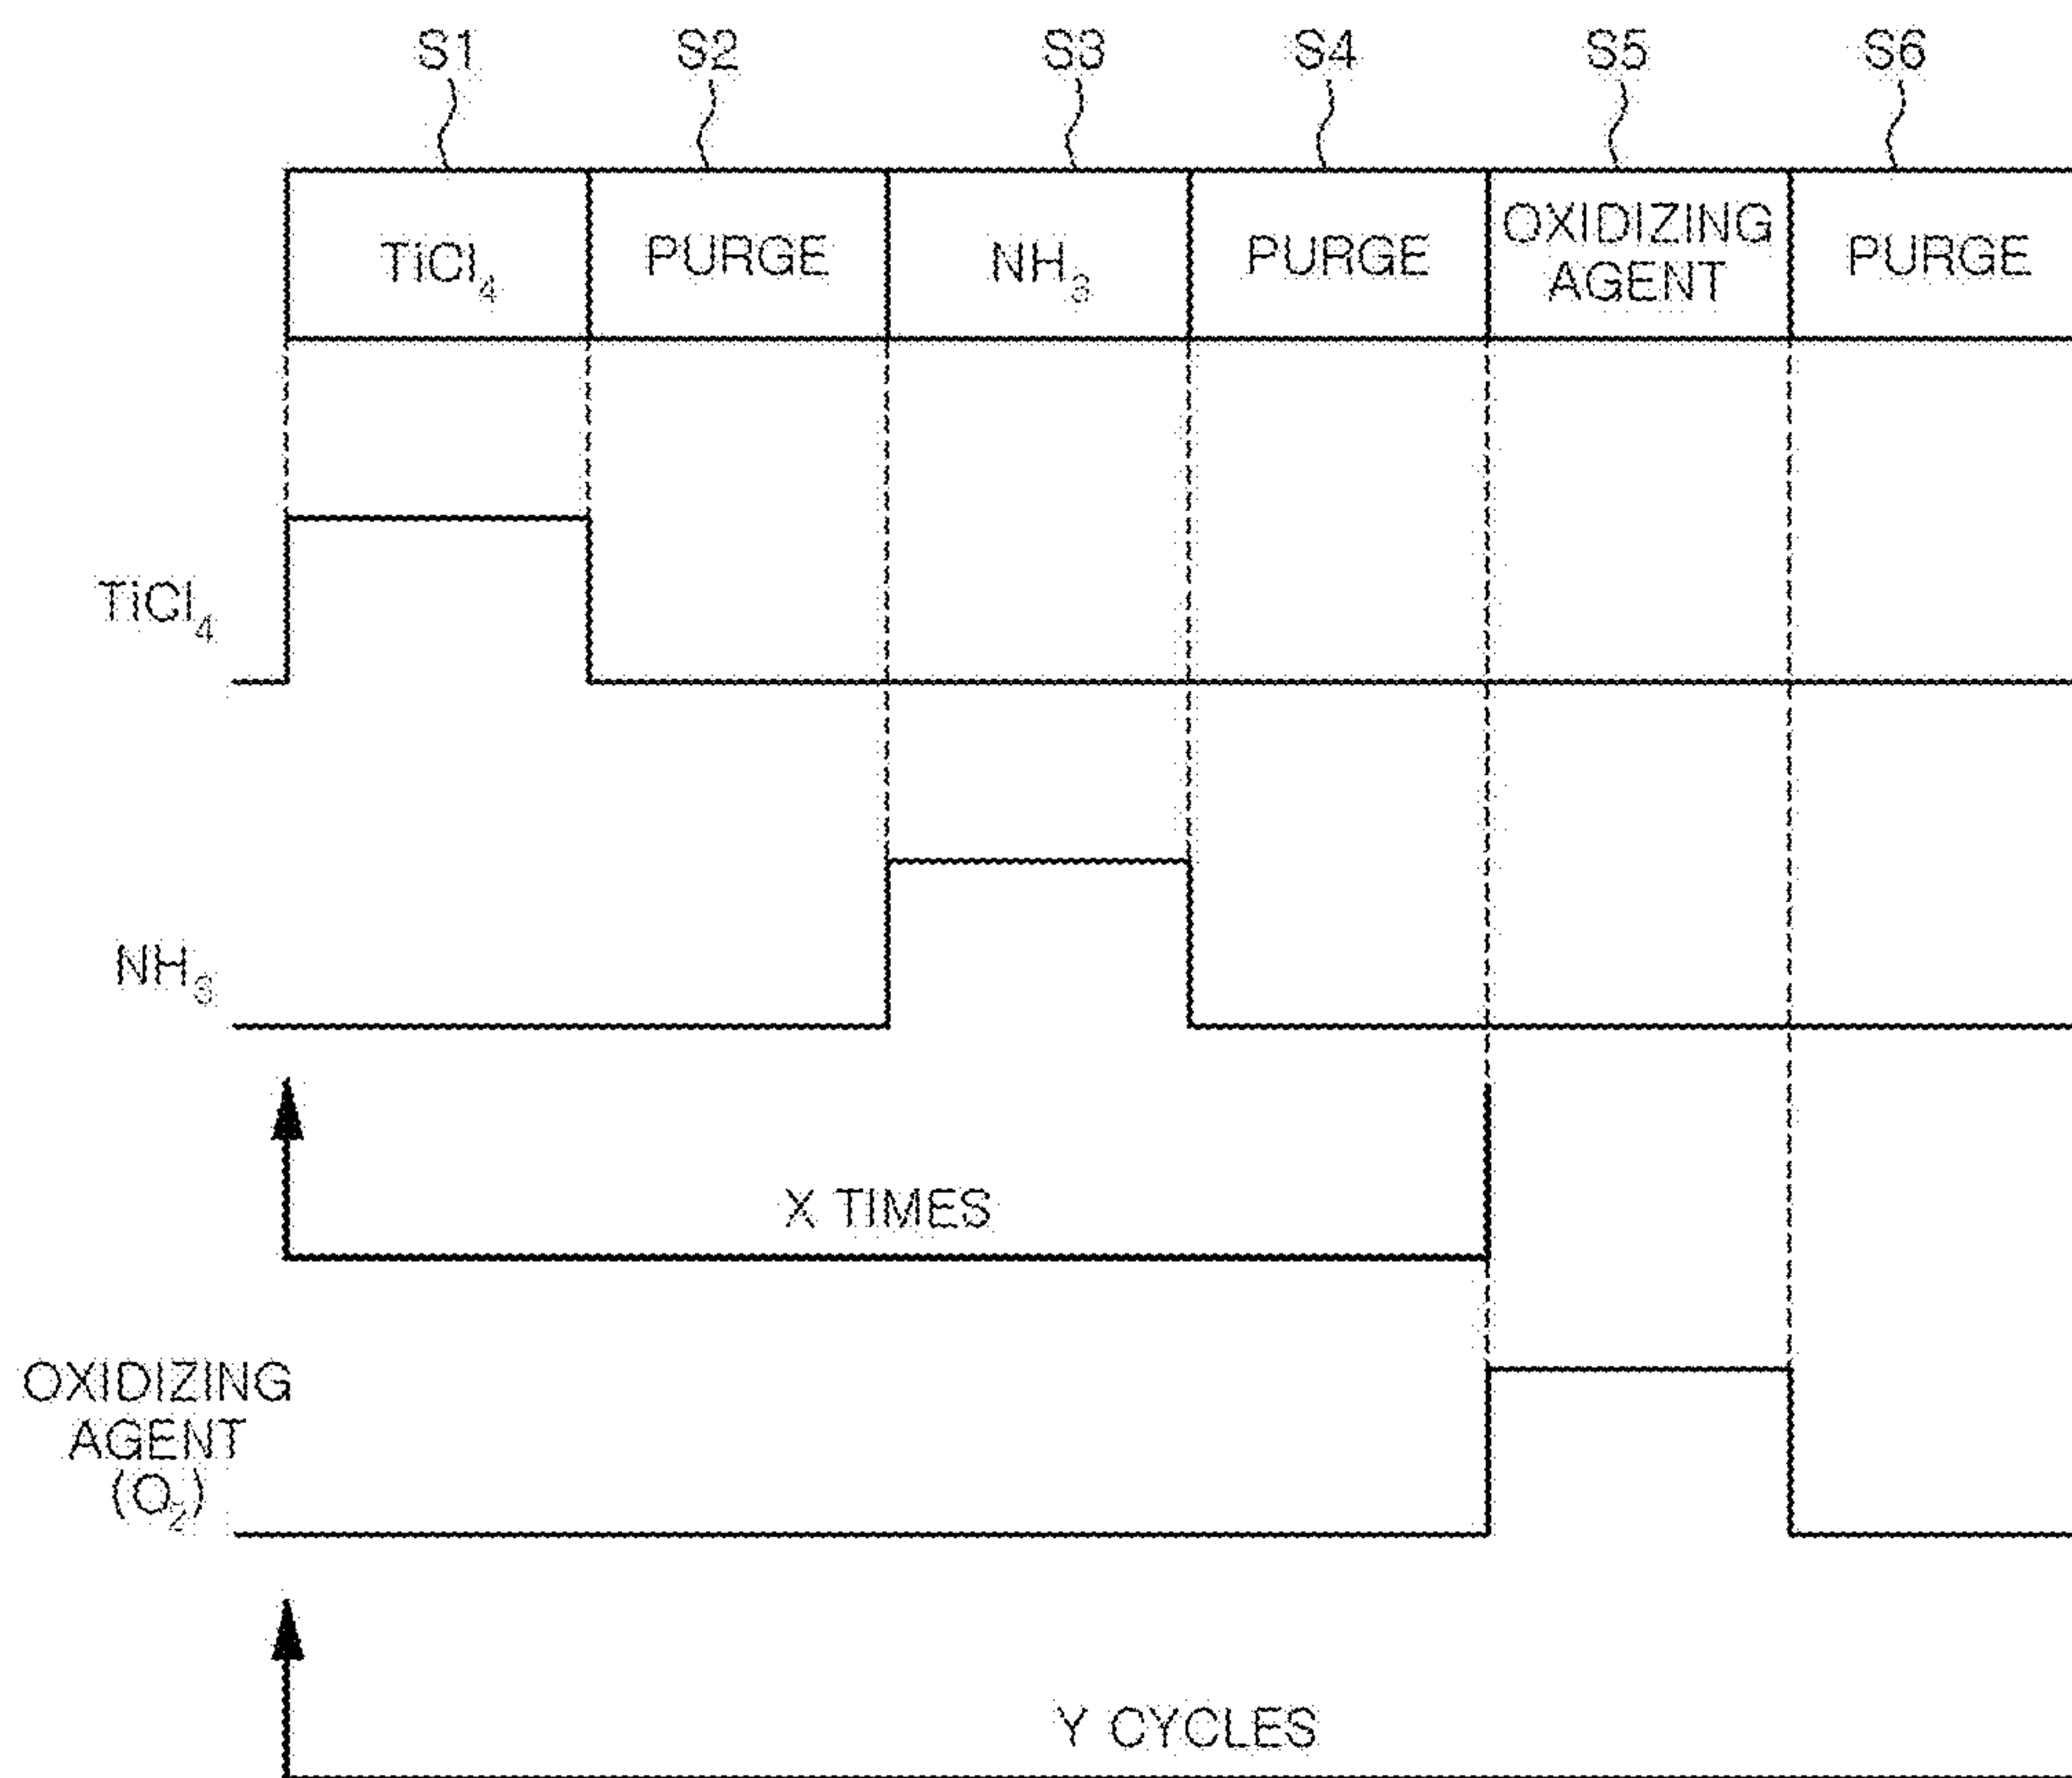 S1 S2 S3 S4 S5 S6
TiCl₄ PURGE NH₃ PURGE OXIDIZING AGENT PURGE
TiCl₄
NH₃
X TIMES
OXIDIZING
AGENT
(O₂)
Y CYCLES